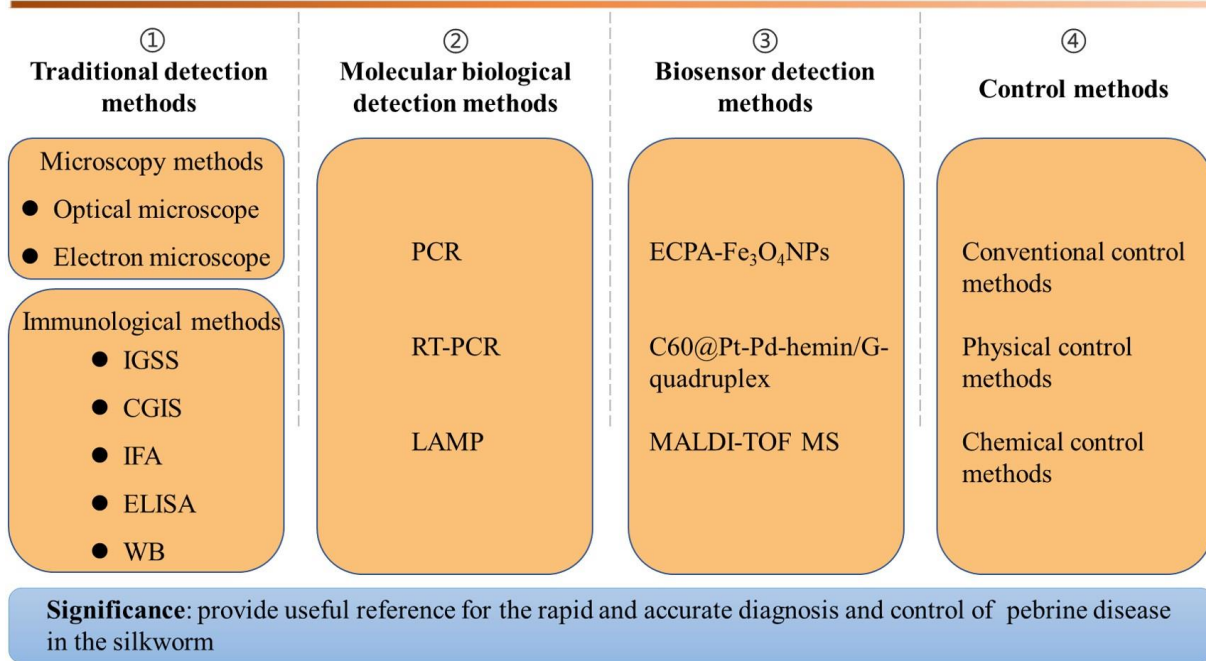 ①
Traditional detection
methods
Microscopy methods
● Optical microscope
● Electron microscope
Immunological methods
● IGSS
● CGIS
● IFA
● ELISA
● WB
②
Molecular biological
detection methods
PCR
RT-PCR
LAMP
③
Biosensor detection
methods
ECPA-Fe₃O₄NPs
C60@Pt-Pd-hemin/G-
quadruplex
MALDI-TOF MS
④
Control methods
Conventional control
methods
Physical control
methods
Chemical control
methods
Significance: provide useful reference for the rapid and accurate diagnosis and control of pebrine disease
in the silkworm